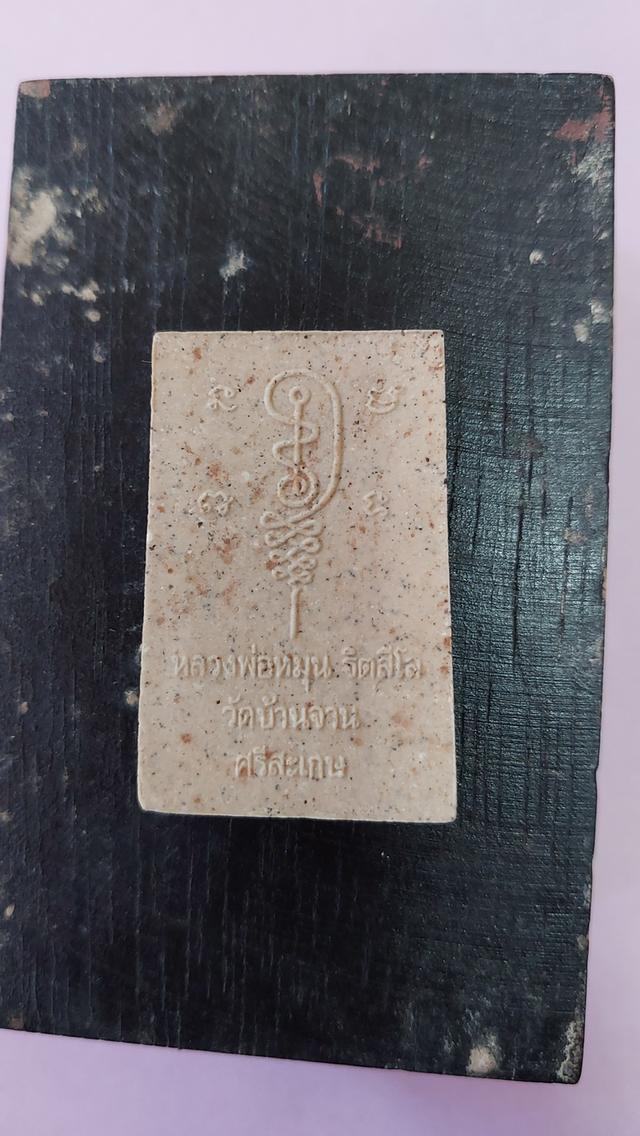 หลวงพ่อหมุน ฐิตสีโล
วัดบ้านจาน
ศรีสะเกษ